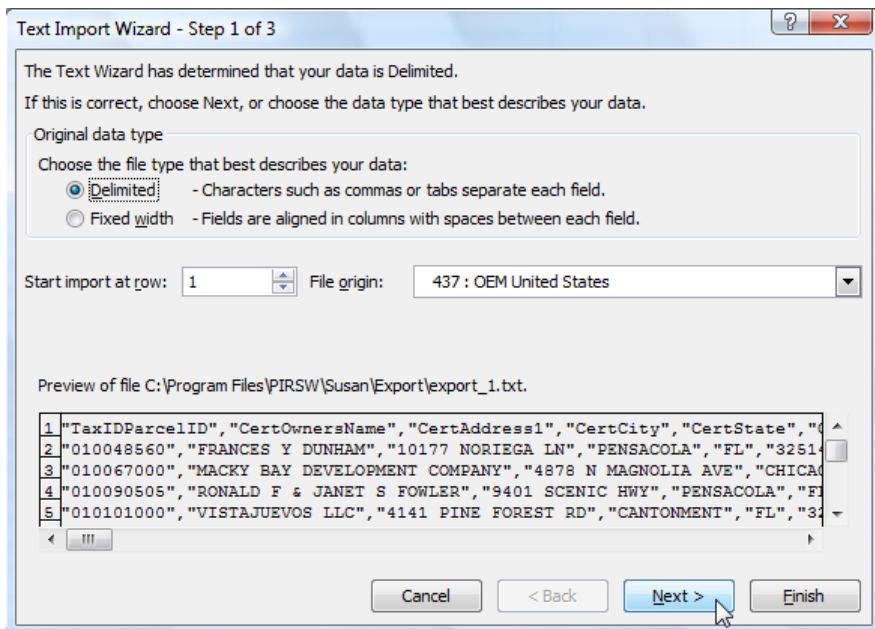 Text Import Wizard - Step 1 of 3
The Text Wizard has determined that your data is Delimited.
If this is correct, choose Next, or choose the data type that best describes your data.
Original data type
Choose the file type that best describes your data:
Delimited - Characters such as commas or tabs separate each field.
Fixed width - Fields are aligned in columns with spaces between each field.
Start import at row: 1 File origin: 437 : OEM United States
Preview of file C:\Program Files\PIRSW\Susan\Export\export_1.txt.
1 "TaxIDParcelID","CertOwnersName","CertAddress1","CertCity","CertState","
2 "010048560","FRANCES Y DUNHAM","10177 NORIEGA LN","PENSACOLA","FL","32514
3 "010067000","MACKY BAY DEVELOPMENT COMPANY","4878 N MAGNOLIA AVE","CHICAG
4 "010090505","RONALD F & JANET S FOWLER","9401 SCENIC HWY","PENSACOLA","F
5 "010101000","VISTAJUEVOS LLC","4141 PINE FOREST RD","CANTONMENT","FL","32
Cancel < Back Next > Finish